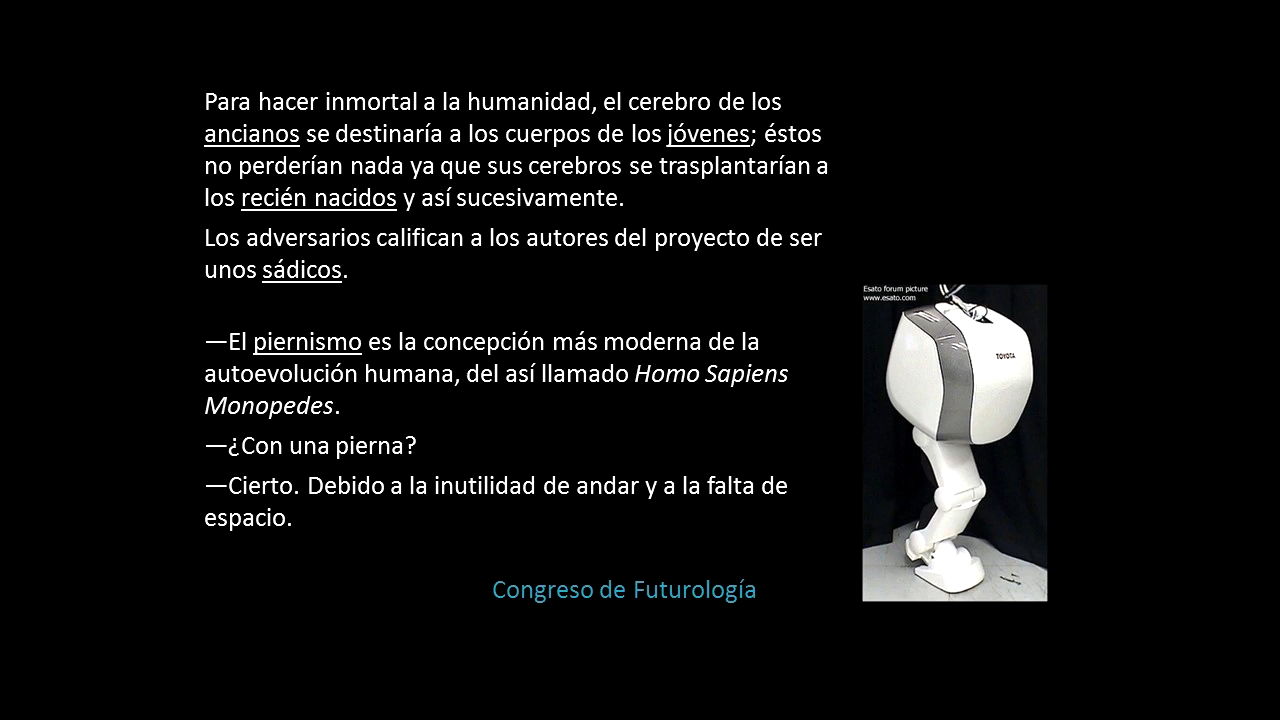 Para hacer inmortal a la humanidad, el cerebro de los
ancianos se destinaría a los cuerpos de los jóvenes; éstos
no perderían nada ya que sus cerebros se trasplantarían a
los recién nacidos y así sucesivamente.
Los adversarios califican a los autores del proyecto de ser
unos sádicos.
—El piernismo es la concepción más moderna de la
autoevolución humana, del así llamado Homo Sapiens
Monopedes.
—¿Con una pierna?
—Cierto. Debido a la inutilidad de andar y a la falta de
espacio.
Congreso de Futurología
Esato forum picture
www.esato.com
TOYOTA